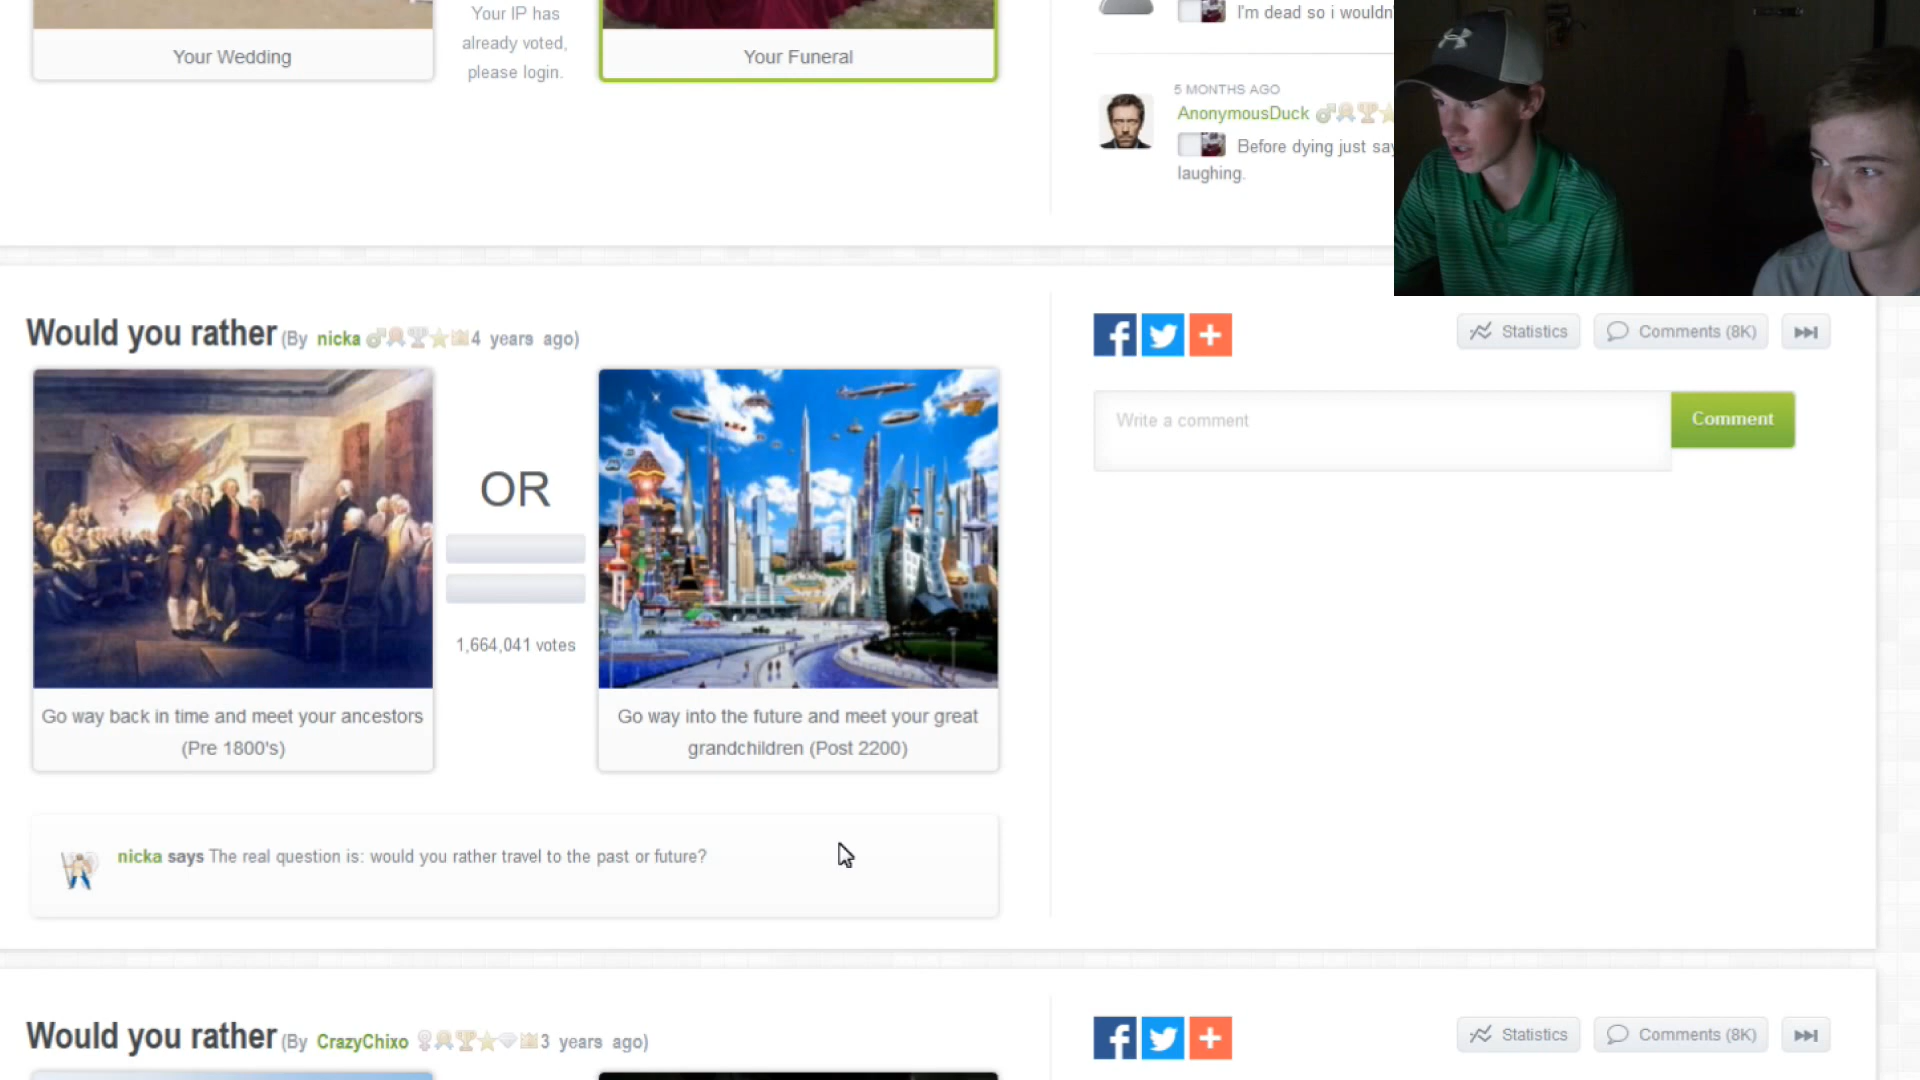 Your IP has
already voted,
please login.
Your Wedding
Your Funeral
I'm dead so i wouldn
5 MONTHS AGO
AnonymousDuck
Before dying just say
laughing.
Would you rather (By nicka 4 years ago)
OR
1,664,041 votes
Go way back in time and meet your ancestors
(Pre 1800's)
Go way into the future and meet your great
grandchildren (Post 2200)
nicka says The real question is: would you rather travel to the past or future?
Statistics
Comments (8K)
Write a comment
Comment
Would you rather (By CrazyChixo 3 years ago)
Statistics
Comments (8K)